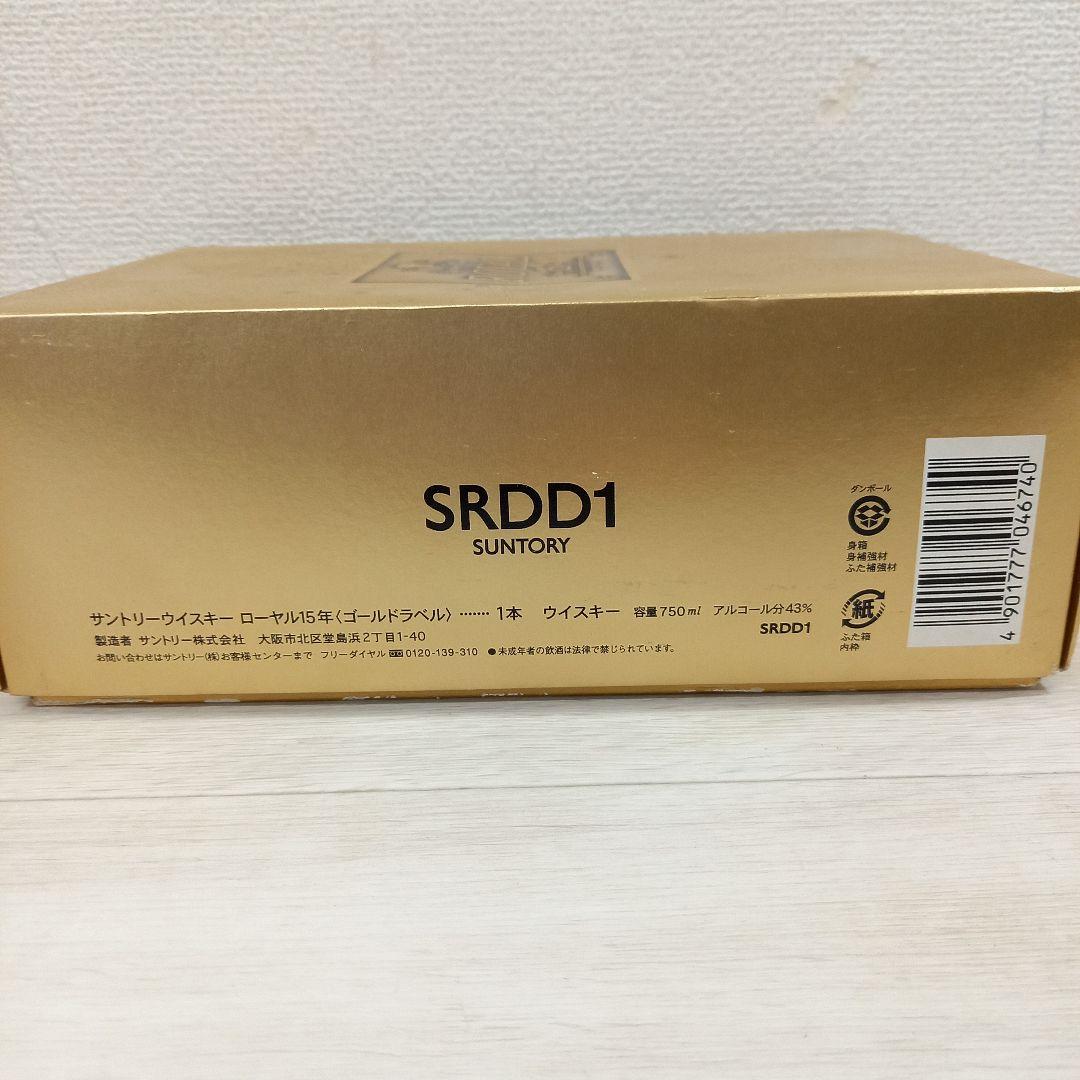 SRDD1
SUNTORY
サントリーウイスキー ローヤル15年〈ゴールドラベル〉 ……… 1本 ウイスキー 容量750ml アルコール分43%
SRDD1
製造者 サントリー株式会社 大阪市北区堂島浜2丁目1-40
お問い合わせはサントリー(株)お客様センターまで フリーダイヤル 0120-139-310 ●未成年者の飲酒は法律で禁じられています。
ダンボール
身箱
身補強材
ふた補強材
紙
ふた箱
内枠
4 901777 046740